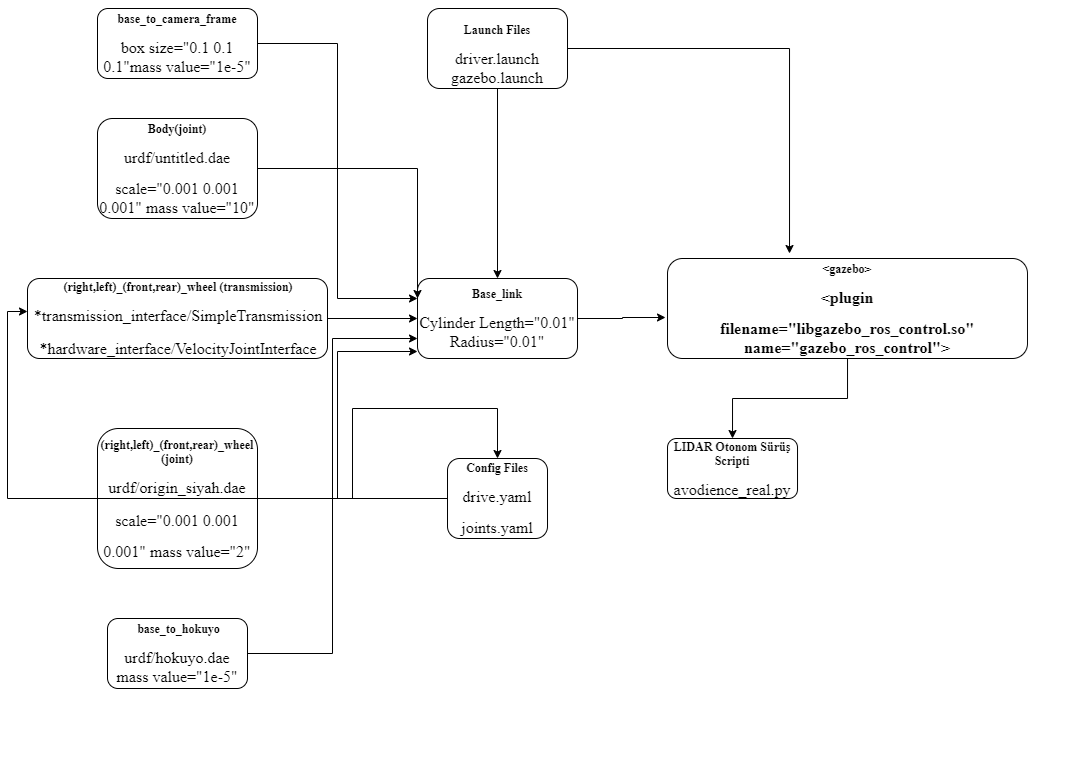 base_to_camera_frame
box size="0.1 0.1
0.1"mass value="1e-5"
Launch Files
driver.launch
gazebo.launch
Body(joint)
urdf/untitled.dae
scale="0.001 0.001
0.001" mass value="10"
(right,left)_(front,rear)_wheel (transmission)
*transmission_interface/SimpleTransmission
*hardware_interface/VelocityJointInterface
Base_link
Cylinder Length="0.01"
Radius="0.01"
<gazebo>
<plugin
filename="libgazebo_ros_control.so"
name="gazebo_ros_control">
(right,left)_(front,rear)_wheel
(joint)
urdf/origin_siyah.dae
scale="0.001 0.001
0.001" mass value="2"
Config Files
drive.yaml
joints.yaml
LIDAR Otonom Sürüş
Scripti
avodience_real.py
base_to_hokuyo
urdf/hokuyo.dae
mass value="1e-5"